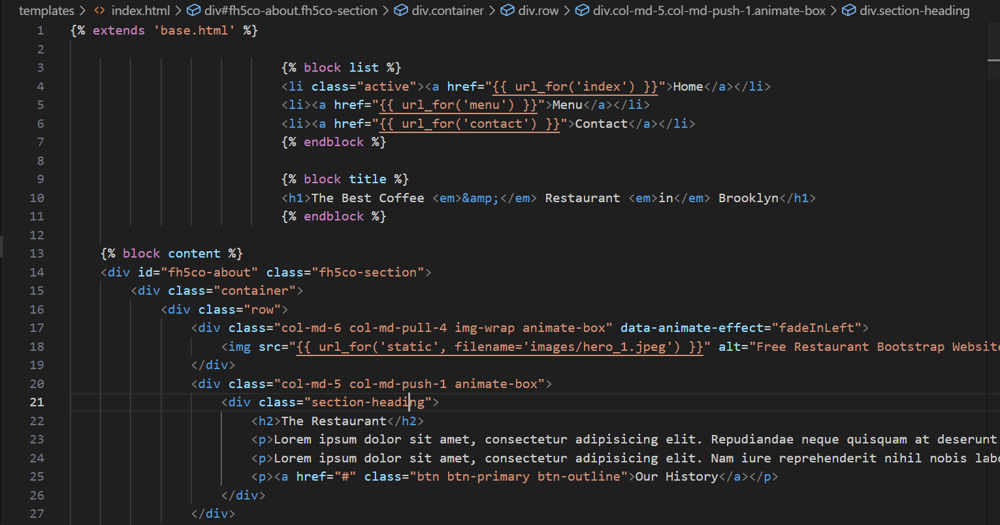 templates > index.html > div#fh5co-about.fh5co-section > div.container > div.row > div.col-md-5.col-md-push-1.animate-box > div.section-heading
1 {% extends 'base.html' %}
2
3 {% block list %}
4 <li class="active"><a href="{{ url_for('index') }}">Home</a></li>
5 <li><a href="{{ url_for('menu') }}">Menu</a></li>
6 <li><a href="{{ url_for('contact') }}">Contact</a></li>
7 {% endblock %}
8
9 {% block title %}
10 <h1>The Best Coffee <em>&amp;</em> Restaurant <em>in</em> Brooklyn</h1>
11 {% endblock %}
12
13 {% block content %}
14 <div id="fh5co-about" class="fh5co-section">
15 <div class="container">
16 <div class="row">
17 <div class="col-md-6 col-md-pull-4 img-wrap animate-box" data-animate-effect="fadeInLeft">
18 <img src="{{ url_for('static', filename='images/hero_1.jpeg') }}" alt="Free Restaurant Bootstrap Website
19 </div>
20 <div class="col-md-5 col-md-push-1 animate-box">
21 <div class="section-heading">
22 <h2>The Restaurant</h2>
23 <p>Lorem ipsum dolor sit amet, consectetur adipisicing elit. Repudiandae neque quisquam at deserunt
24 <p>Lorem ipsum dolor sit amet, consectetur adipisicing elit. Nam iure reprehenderit nihil nobis labo
25 <p><a href="#" class="btn btn-primary btn-outline">Our History</a></p>
26 </div>
27 </div>